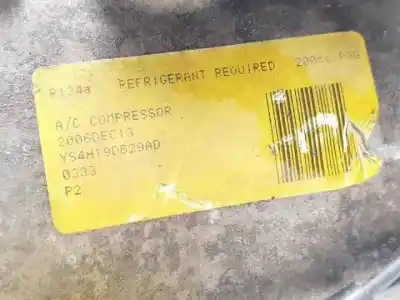 R134a REFRIGERANT REQUIRED 200cc PAG
A/C COMPRESSOR
2006DEC13
YS4H19D629AD
0333
P2